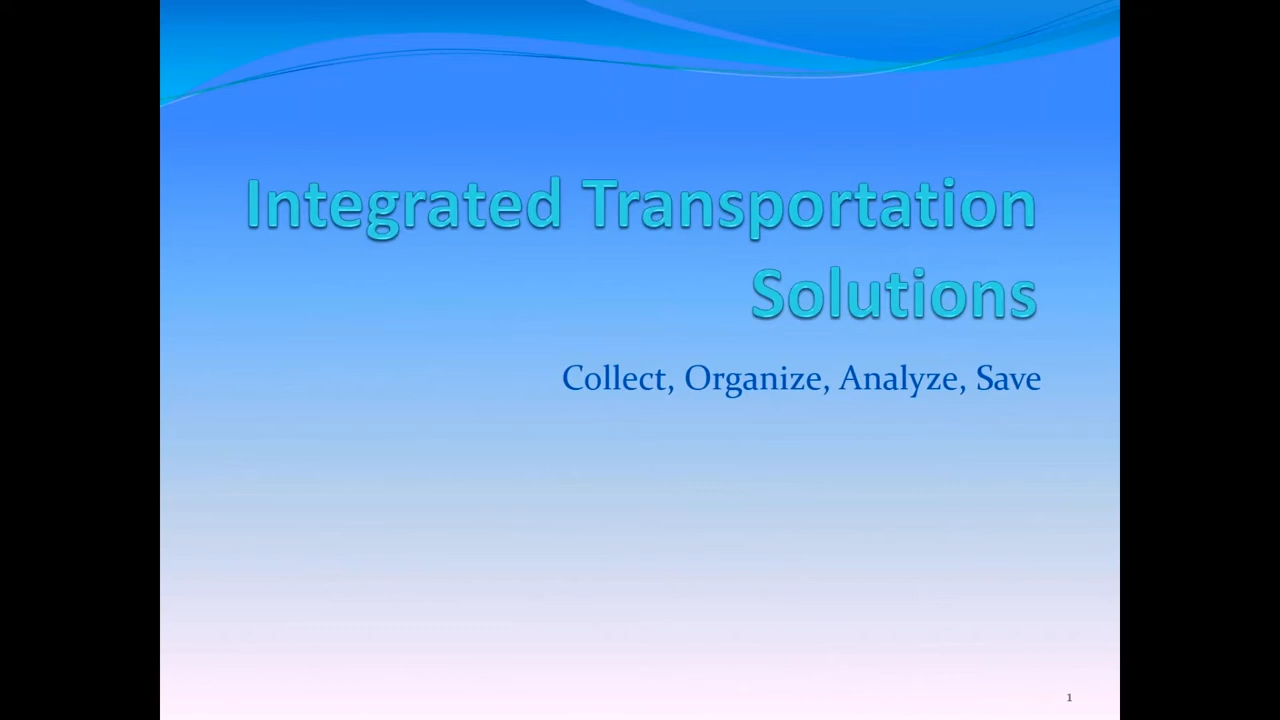 Integrated Transportation
Solutions
Collect, Organize, Analyze, Save
1